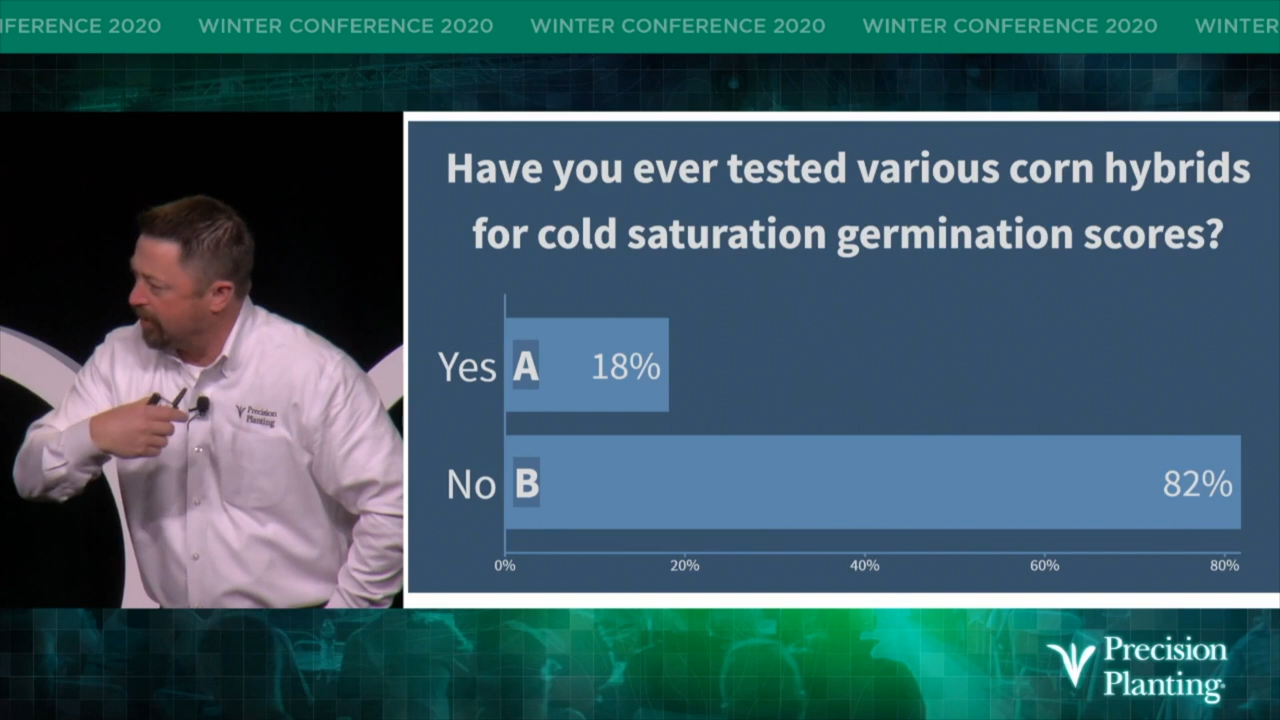 IFERENCE 2020 WINTER CONFERENCE 2020 WINTER CONFERENCE 2020 WINTER CONFERENCE 2020 WINTER
Have you ever tested various corn hybrids
for cold saturation germination scores?
Yes A 18%
No B 82%
0% 20% 40% 60% 80%
Precision
Planting
Precision
Planting